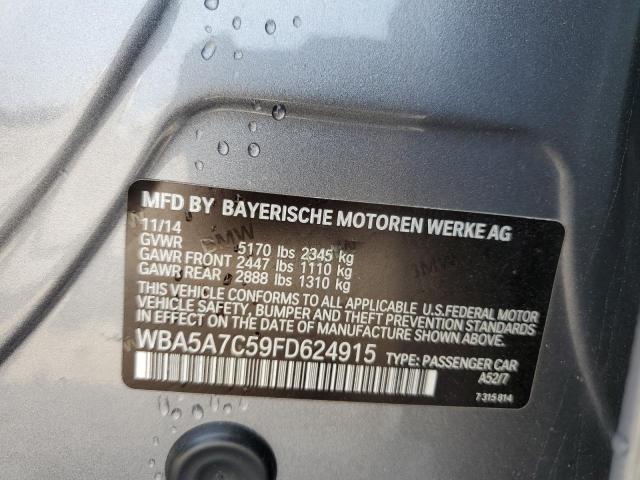 MFD BY BAYERISCHE MOTOREN WERKE AG
11/14
GVWR 5170 lbs 2345 kg
GAWR FRONT 2447 lbs 1110 kg
GAWR REAR 2888 lbs 1310 kg
THIS VEHICLE CONFORMS TO ALL APPLICABLE U.S.FEDERAL MOTOR
VEHICLE SAFETY, BUMPER, AND THEFT PREVENTION STANDARDS
IN EFFECT ON THE DATE OF MANUFACTURE SHOWN ABOVE.
WBA5A7C59FD624915 TYPE: PASSENGER CAR
A52/7
7 315 814
BMW
BMW